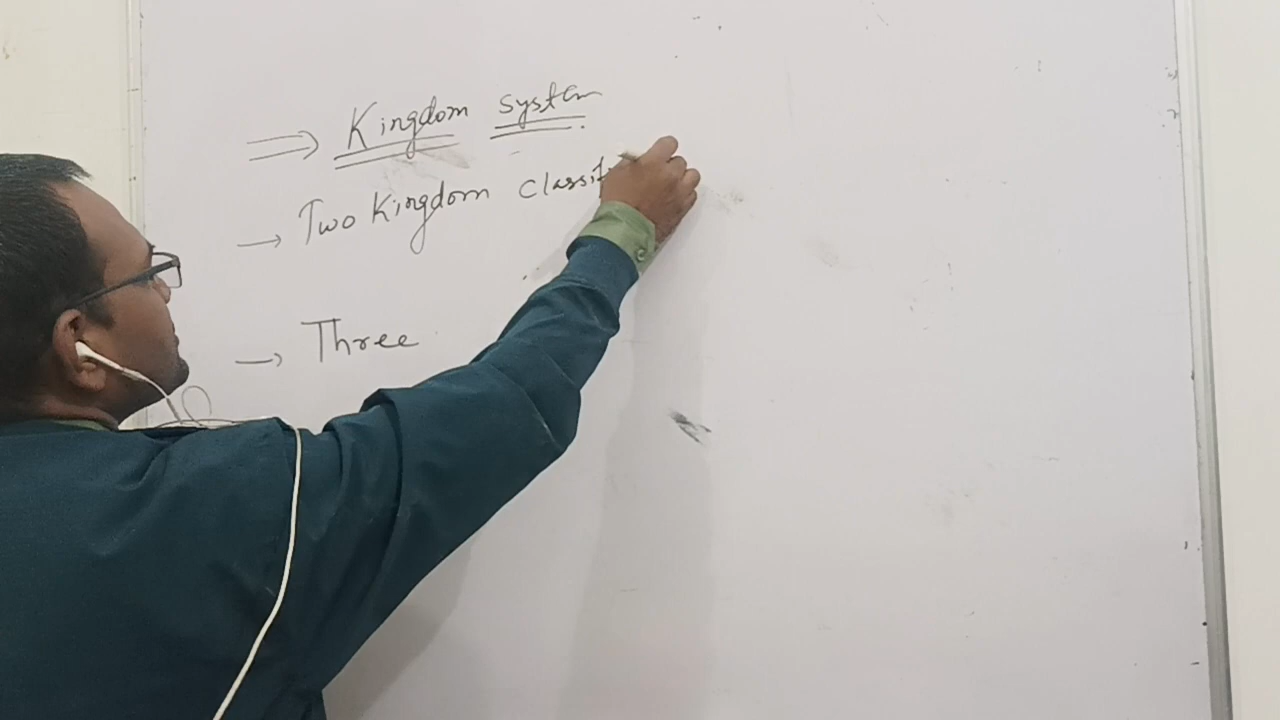 ⇒ Kingdom System.
→ Two Kingdom Classif
→ Three